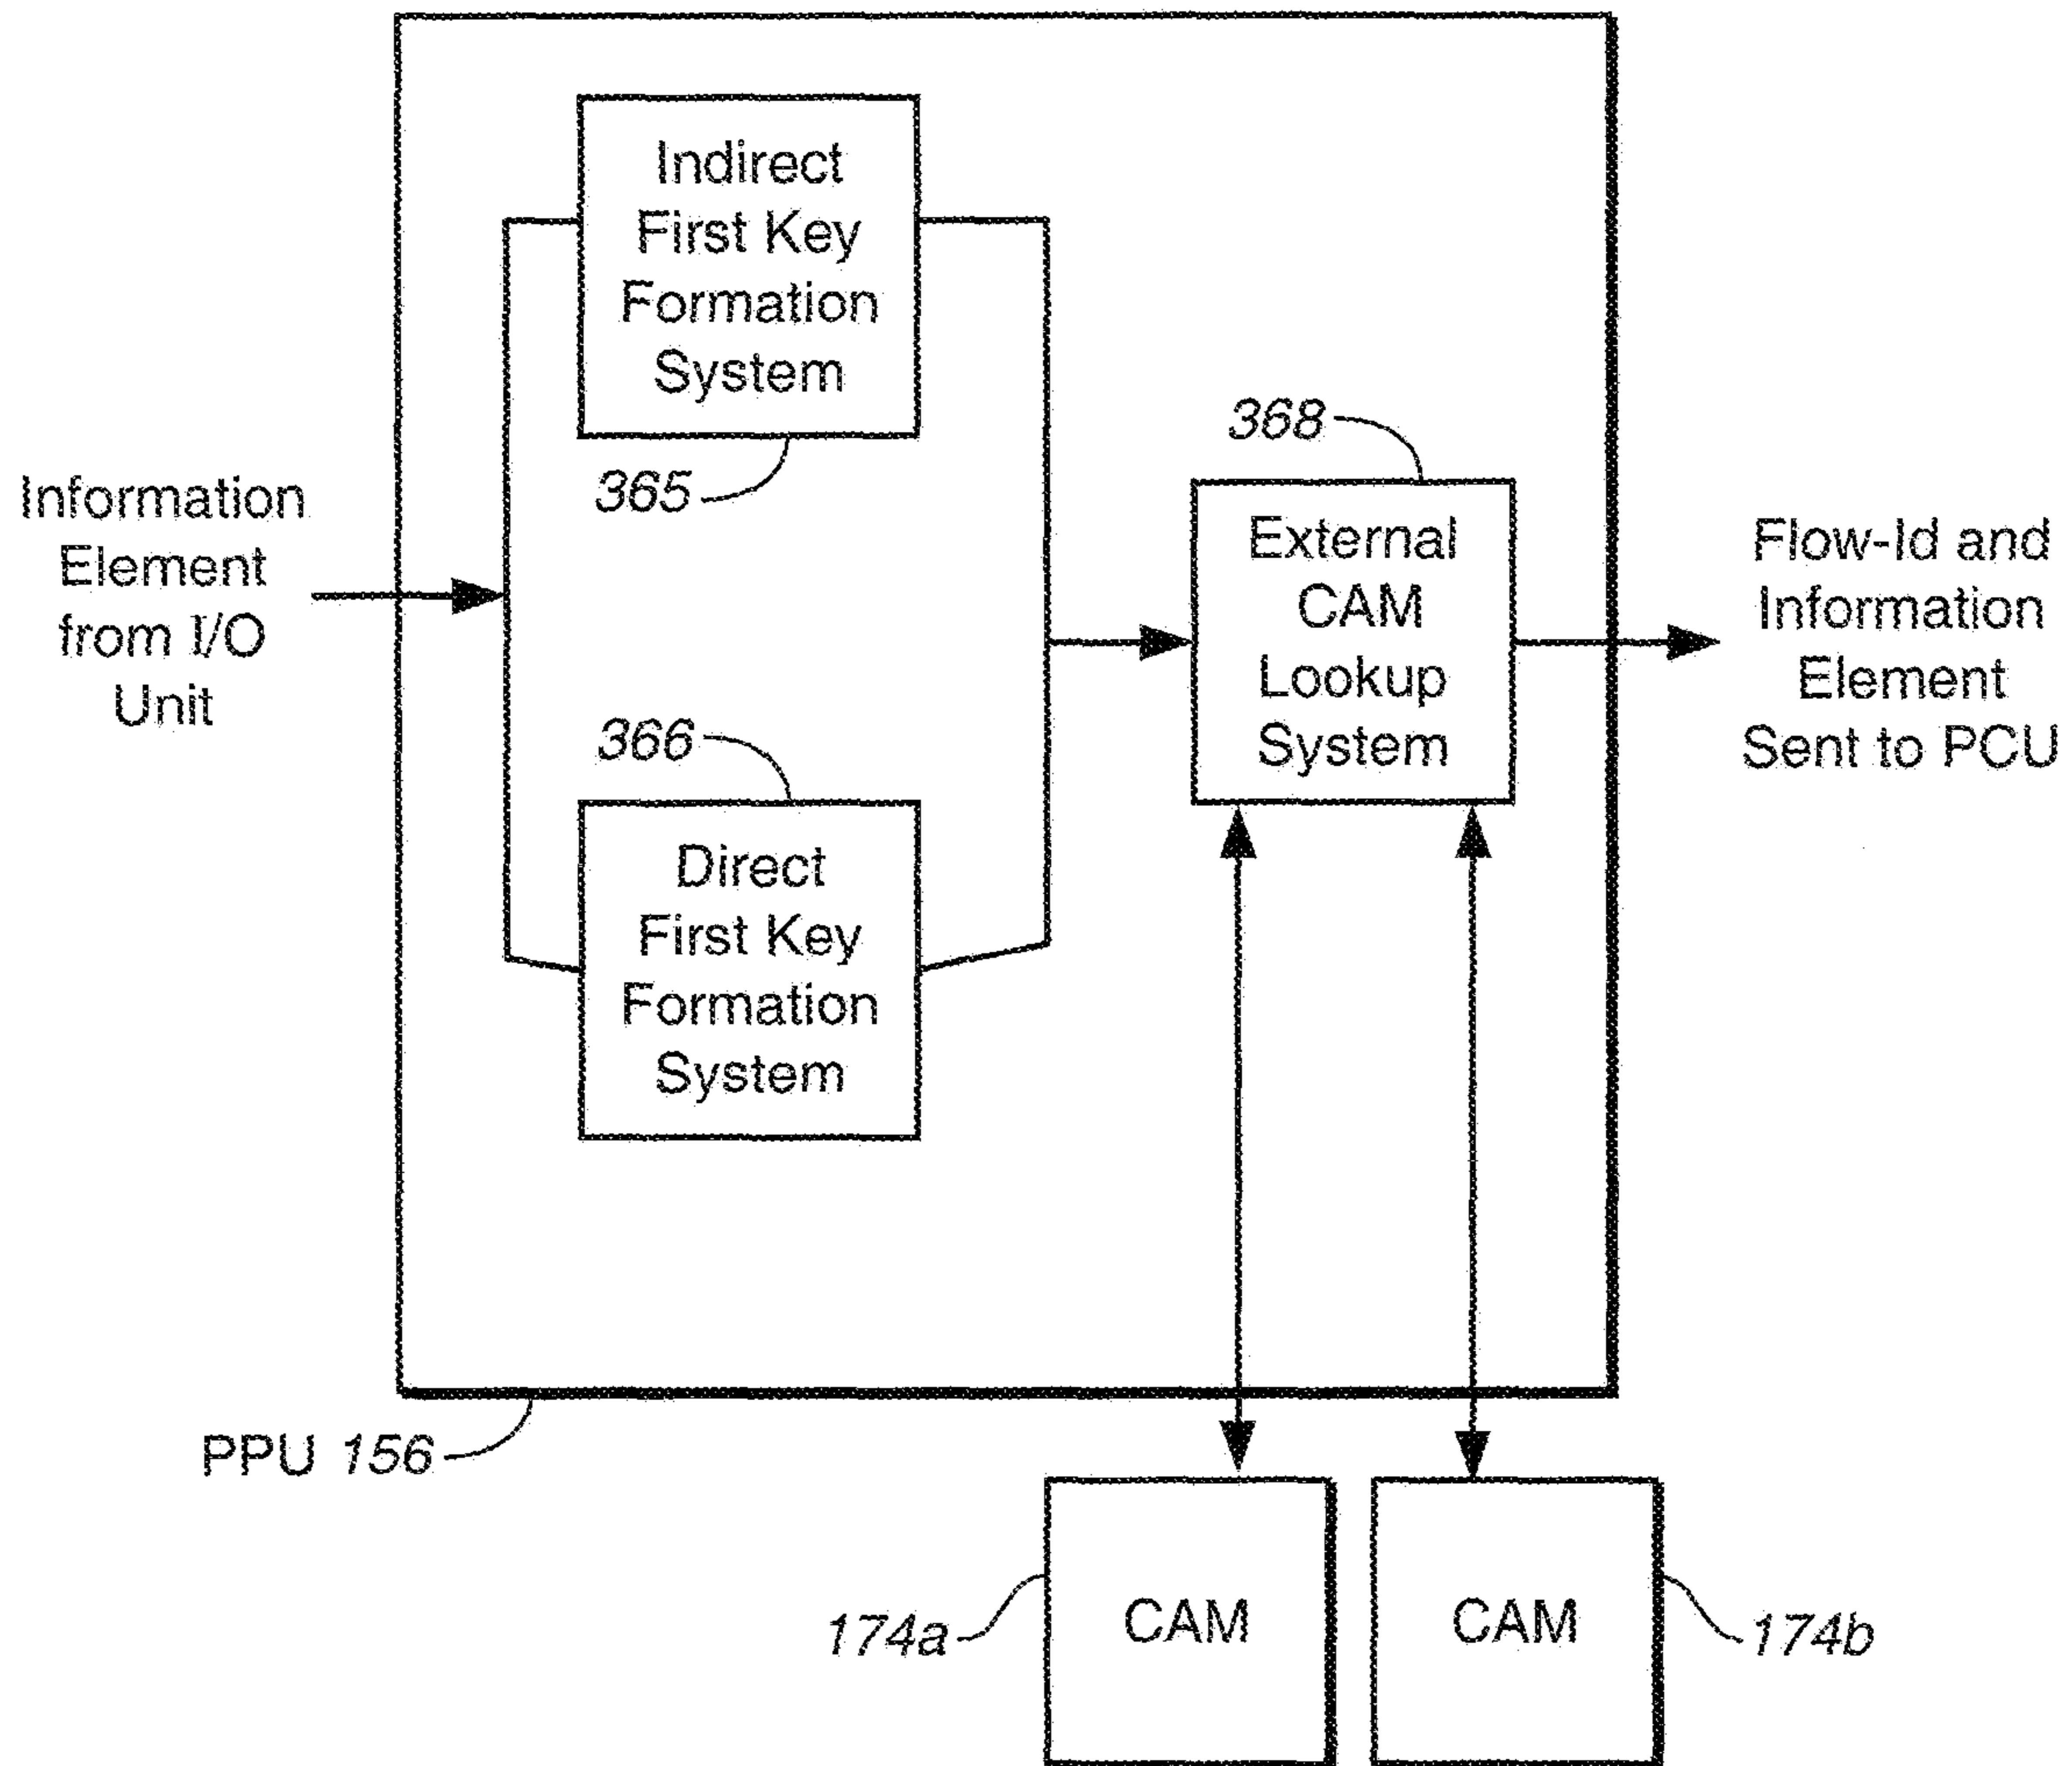 Indirect
First Key
Formation
System
365
Information
Element
from I/O
Unit
368
External
CAM
Lookup
System
Flow-Id and
Information
Element
Sent to PCU
366
Direct
First Key
Formation
System
PPU 156
174a
CAM
CAM
174b